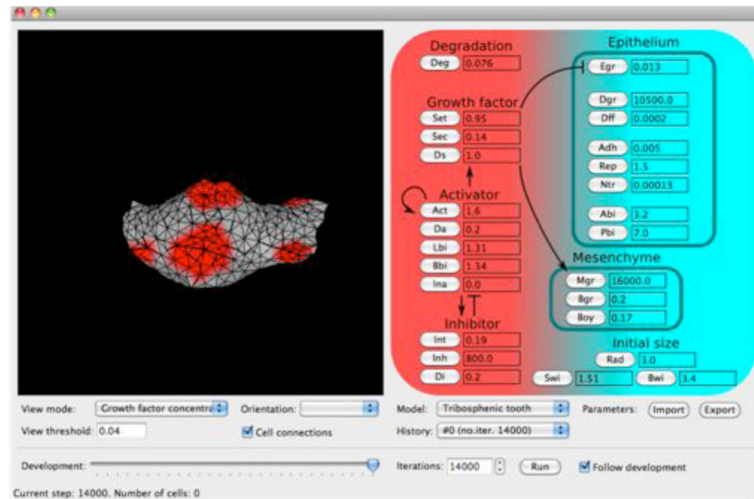 Degradation
Deg 0.076
Growth factor
Set 0.95
Sec 0.14
Ds 1.0
Activator
Act 1.6
Da 0.2
Lbi 1.31
Bbi 1.34
Ina 0.0
Inhibitor
Int 0.19
Inh 800.0
Di 0.2
Epithelium
Egr 0.013
Dgr 10500.0
Dff 0.0002
Adh 0.005
Rep 1.5
Ntr 0.00013
Abi 3.2
Pbi 7.0
Mesenchyme
Mgr 16000.0
Bgr 0.2
Boy 0.17
Initial size
Rad 3.0
Swi 1.51 Bwi 3.4
View mode: Growth factor concentra Orientation:
View threshold: 0.04 Cell connections
Model: Tribosphenic tooth Parameters: Import Export
History: #0 (no.iter. 14000)
Development: Iterations: 14000 Run Follow development
Current step: 14000. Number of cells: 0